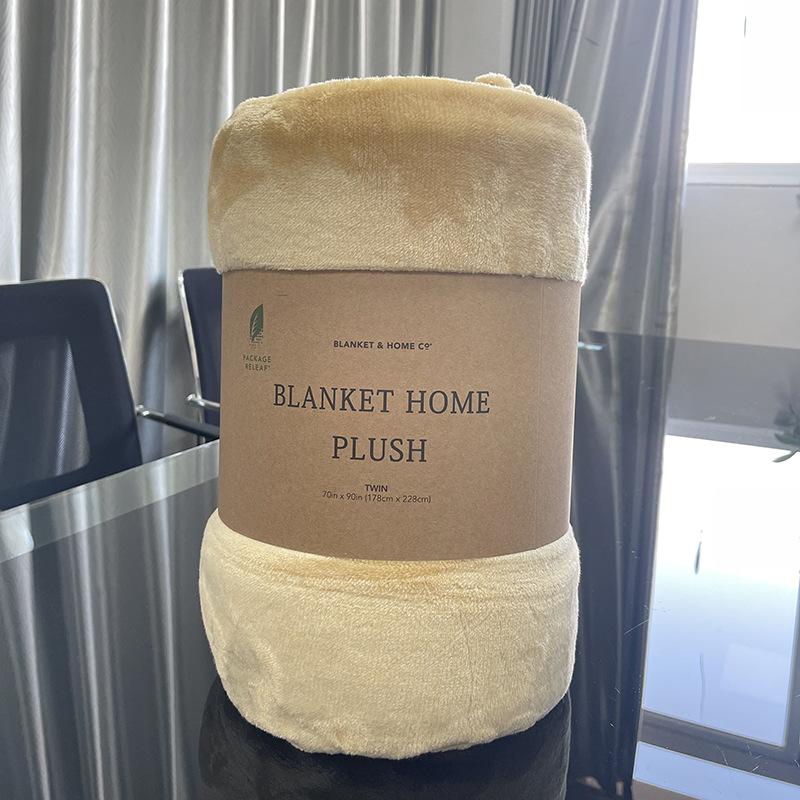 BLANKET & HOME Cº
PACKAGE
RELEAF
BLANKET HOME
PLUSH
TWIN
70in x 90in (178cm x 228cm)